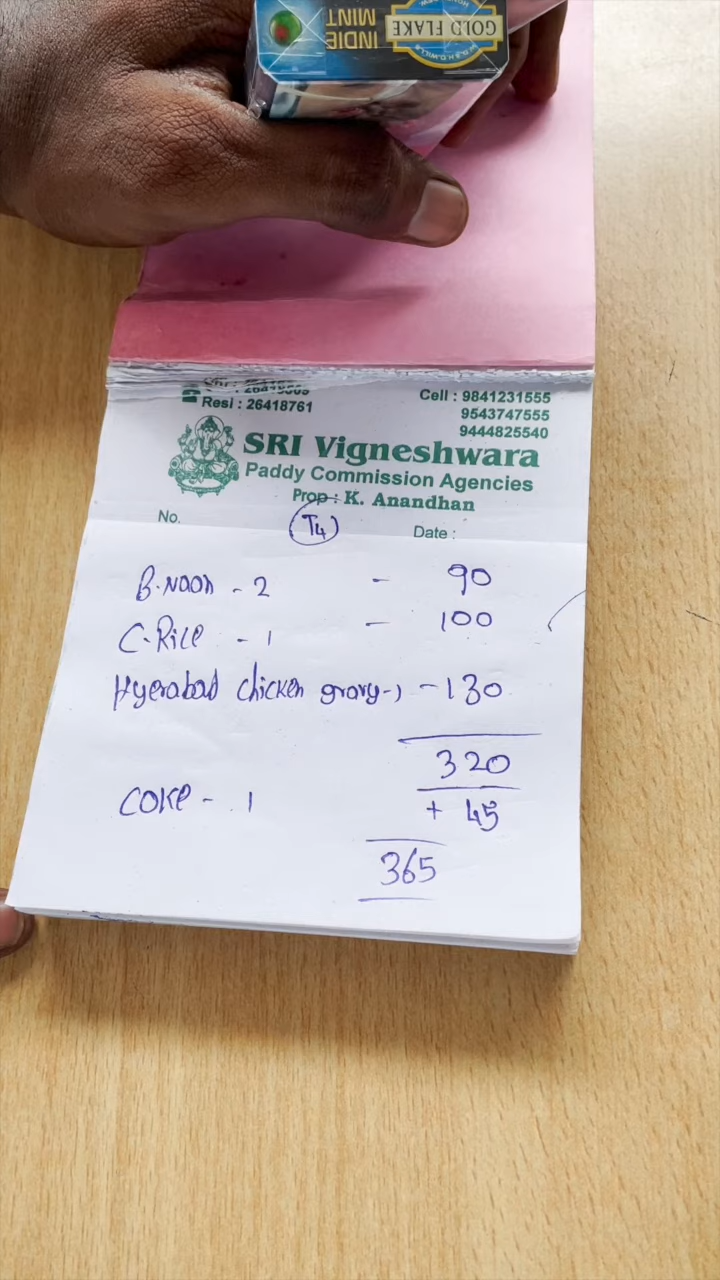 INDIE
MINT
GOLD FLAKE
Resi : 26418761
Cell : 9841231555
9543747555
9444825540
SRI Vigneshwara
Paddy Commission Agencies
Prop : K. Anandhan
No.
T4
Date :
B.Naan - 2 - 90
C-Rice - 1 - 100
Hyerabad chicken gravy-1 - 130
320
COKe - 1 + 45
365